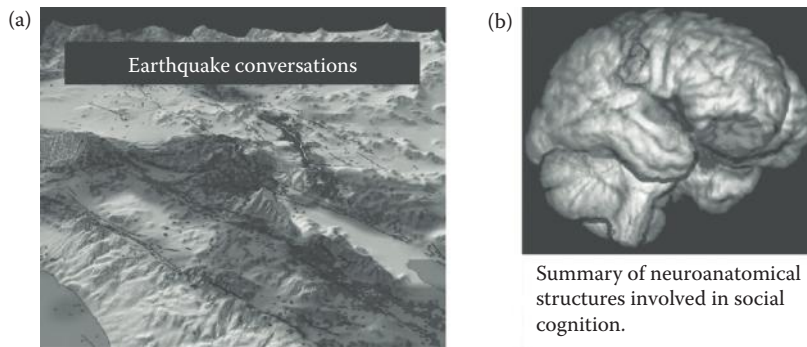 (a)
Earthquake conversations
(b)
Summary of neuroanatomical
structures involved in social
cognition.